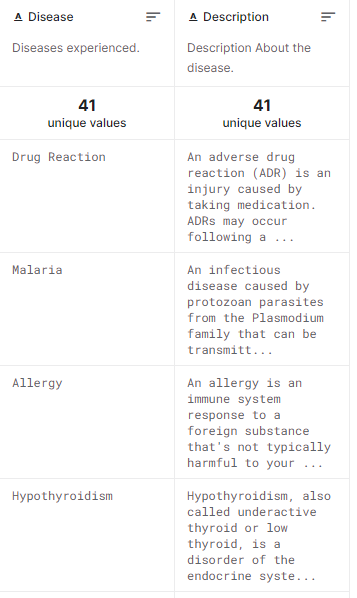 A Disease
A Description
Diseases experienced.
Description About the
disease.
41
unique values
41
unique values
Drug Reaction
An adverse drug
reaction (ADR) is an
injury caused by
taking medication.
ADRs may occur
following a ...
Malaria
An infectious
disease caused by
protozoan parasites
from the Plasmodium
family that can be
transmitt...
Allergy
An allergy is an
immune system
response to a
foreign substance
that's not typically
harmful to your ...
Hypothyroidism
Hypothyroidism, also
called underactive
thyroid or low
thyroid, is a
disorder of the
endocrine syste...